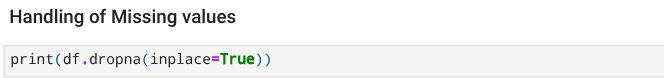 Handling of Missing values
print(df.dropna(inplace=True))